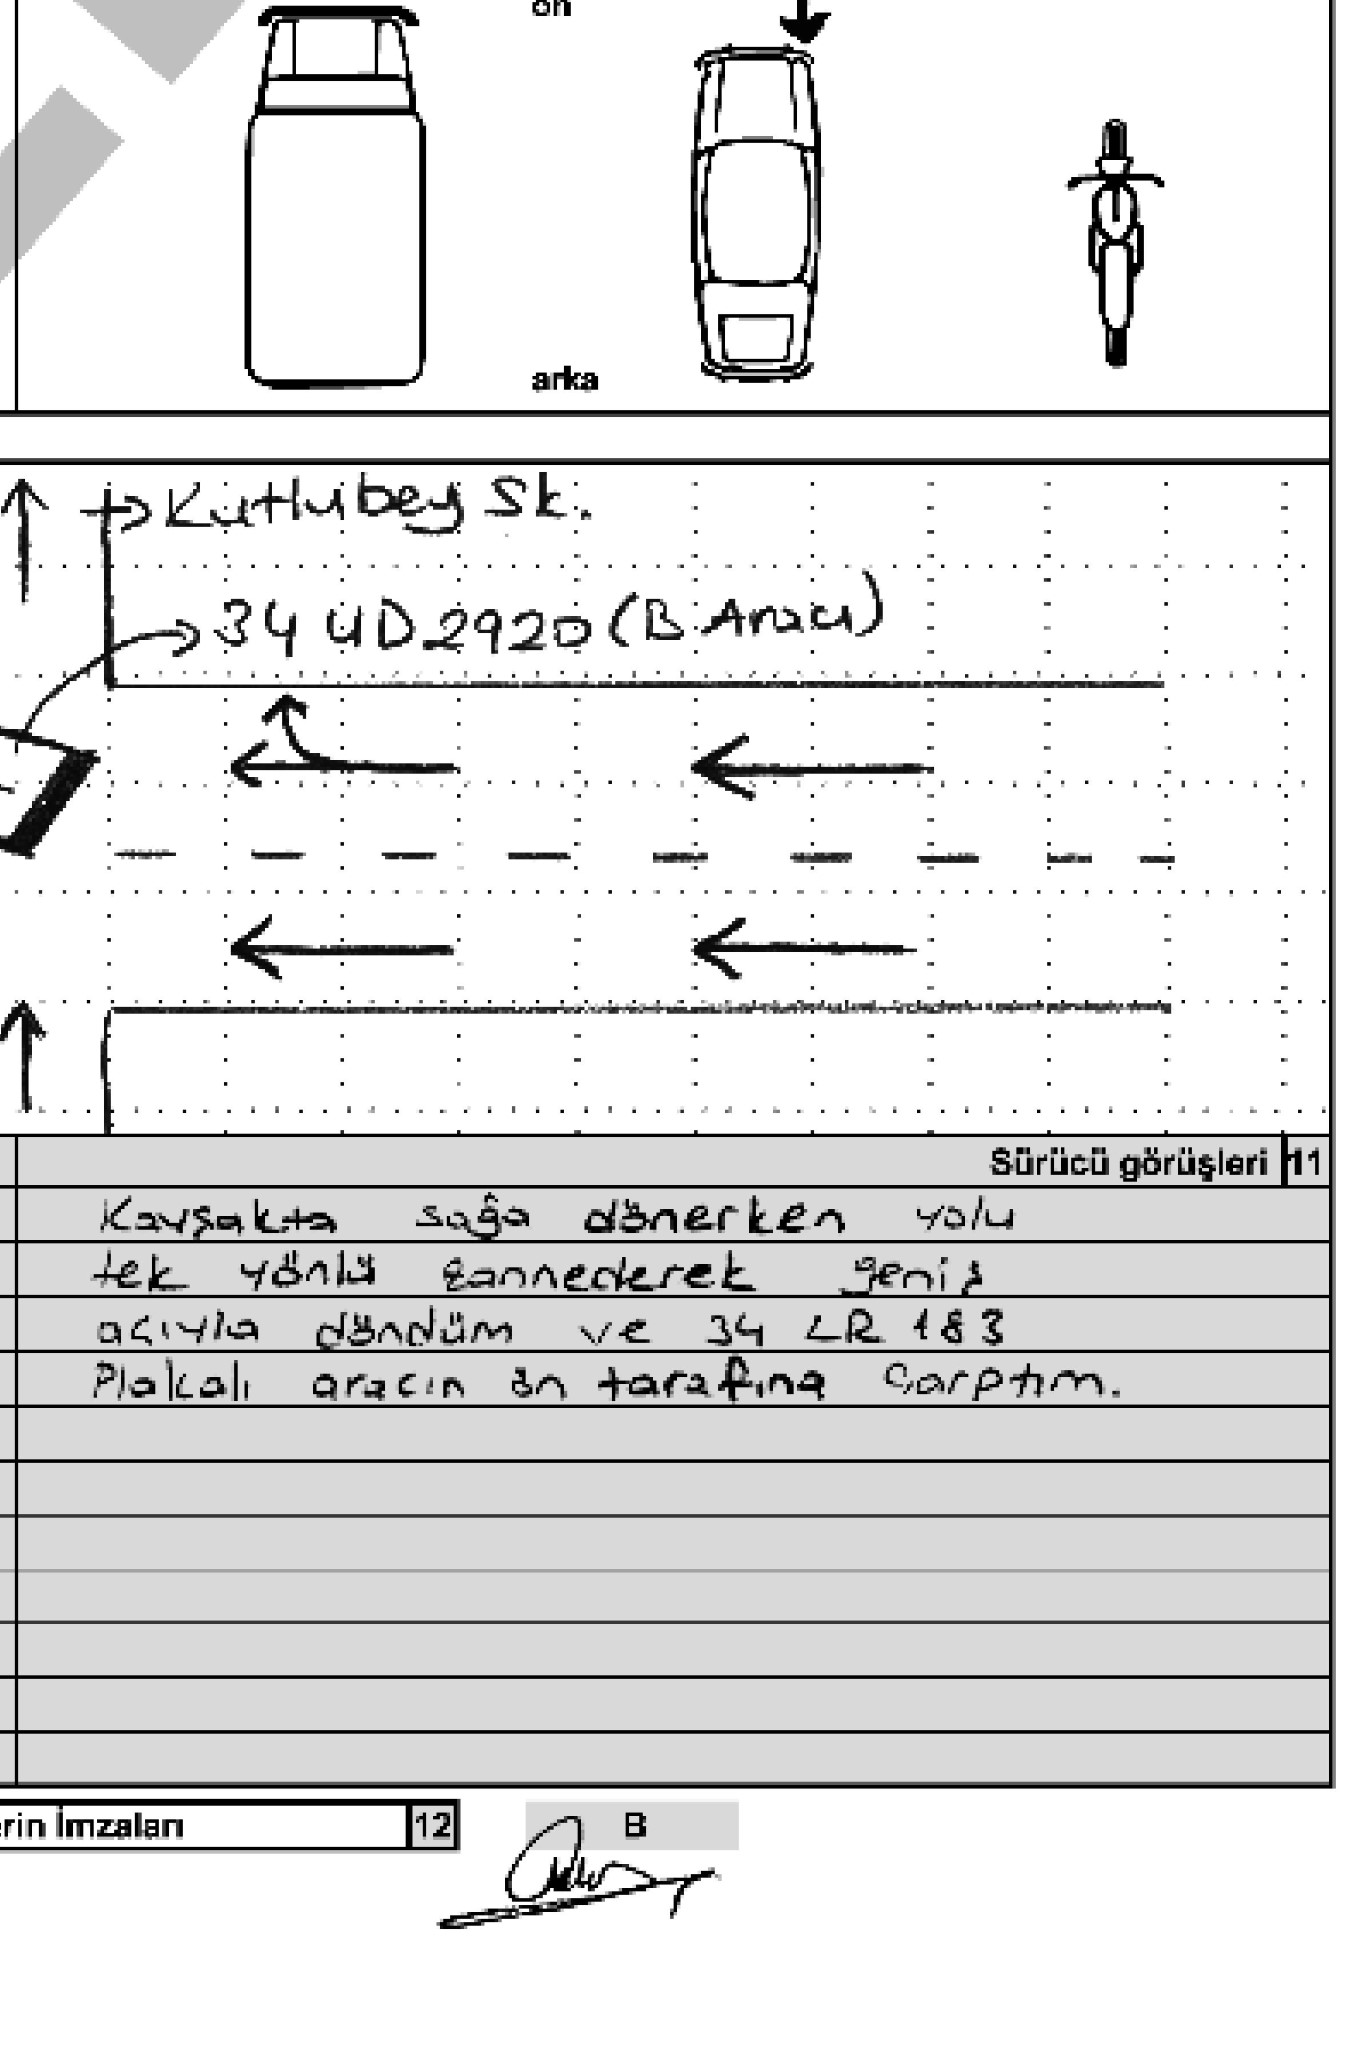 ön
arka
Kutlubey Sk.
34 UD 2920 (B Aracı)
Sürücü görüşleri 11
Kavşakta sağa dönerken yolu
tek yönlü zannederek geniş
açıyla döndüm ve 34 LR 183
Plakalı aracın ön tarafına çarptım.
erin İmzaları 12
B